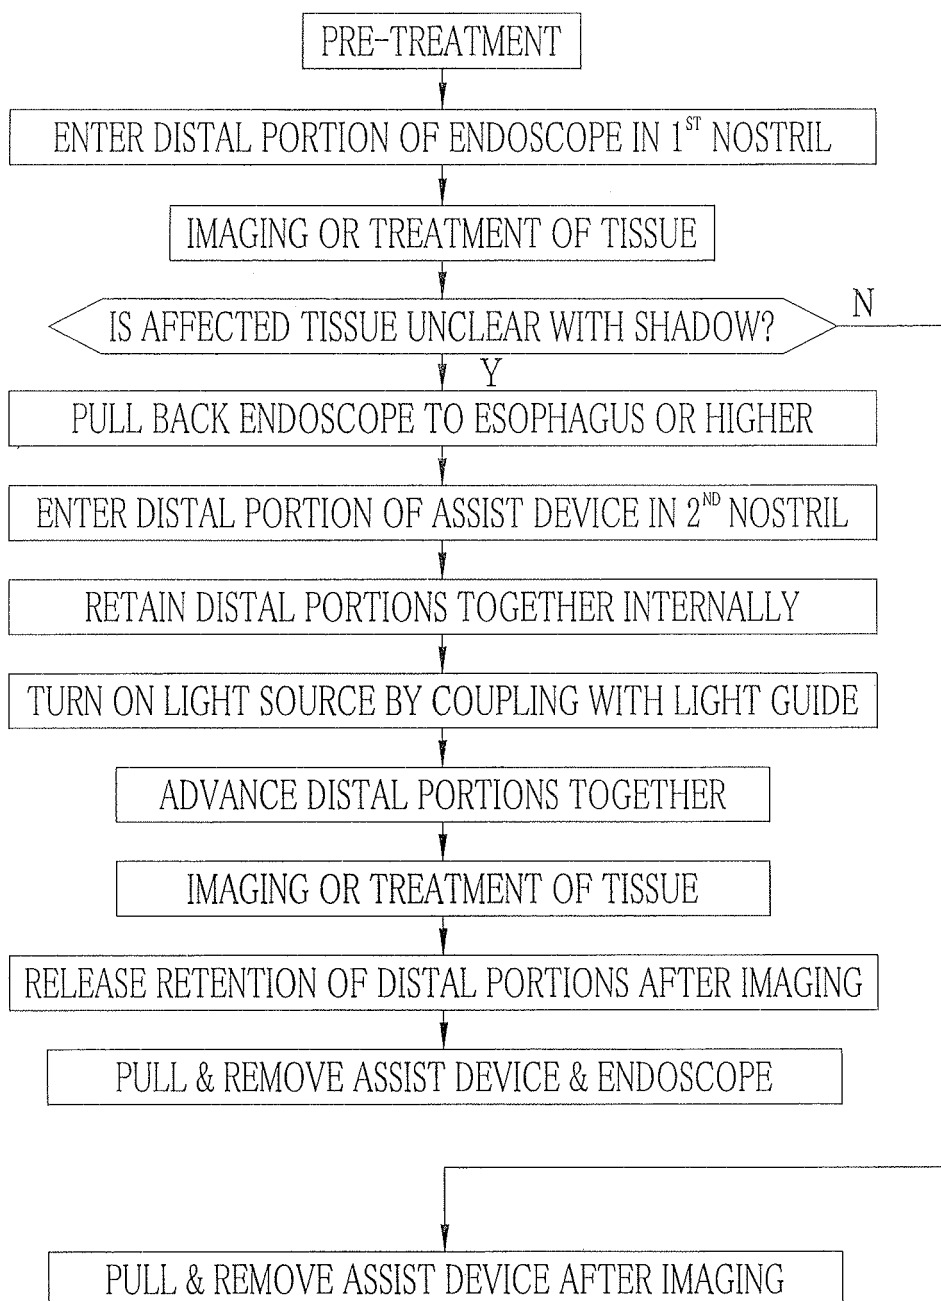 PRE-TREATMENT
ENTER DISTAL PORTION OF ENDOSCOPE IN 1ST NOSTRIL
IMAGING OR TREATMENT OF TISSUE
IS AFFECTED TISSUE UNCLEAR WITH SHADOW?
N
Y
PULL BACK ENDOSCOPE TO ESOPHAGUS OR HIGHER
ENTER DISTAL PORTION OF ASSIST DEVICE IN 2ND NOSTRIL
RETAIN DISTAL PORTIONS TOGETHER INTERNALLY
TURN ON LIGHT SOURCE BY COUPLING WITH LIGHT GUIDE
ADVANCE DISTAL PORTIONS TOGETHER
IMAGING OR TREATMENT OF TISSUE
RELEASE RETENTION OF DISTAL PORTIONS AFTER IMAGING
PULL & REMOVE ASSIST DEVICE & ENDOSCOPE
PULL & REMOVE ASSIST DEVICE AFTER IMAGING